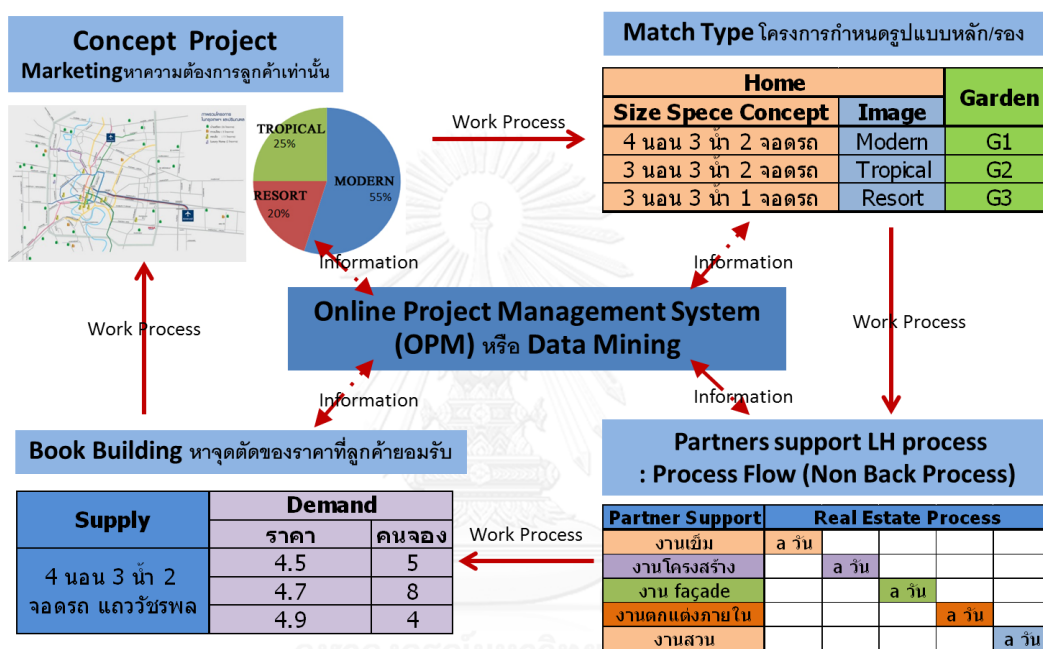 Concept Project
Marketingหาความต้องการลูกค้าเท่านั้น
TROPICAL
25%
MODERN
55%
RESORT
20%
Work Process
Match Type โครงการกำหนดรูปแบบหลัก/รอง
Home
Garden
Size Spece Concept
Image
4 นอน 3 น้ำ 2 จอดรถ
Modern
G1
3 นอน 3 น้ำ 2 จอดรถ
Tropical
G2
3 นอน 3 น้ำ 1 จอดรถ
Resort
G3
Information
Information
Online Project Management System
(OPM) หรือ Data Mining
Work Process
Work Process
Information
Information
Book Building หาจุดตัดของราคาที่ลูกค้ายอมรับ
Supply
Demand
ราคา
คนจอง
4 นอน 3 น้ำ 2
จอดรถ แถววัชรพล
4.5
5
4.7
8
4.9
4
Work Process
Partners support LH process
: Process Flow (Non Back Process)
Partner Support
Real Estate Process
งานเข็ม
a วัน
งานโครงสร้าง
a วัน
งาน façade
a วัน
งานตกแต่งภายใน
a วัน
งานสวน
a วัน